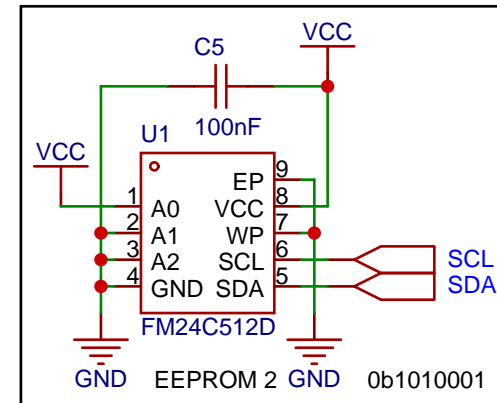 VCC
C5
100nF
U1
VCC
1 A0
2 A1
3 A2
4 GND
EP 9
VCC 8
WP 7
SCL 6
SDA 5
SCL
SDA
FM24C512D
GND
EEPROM 2
GND
0b1010001